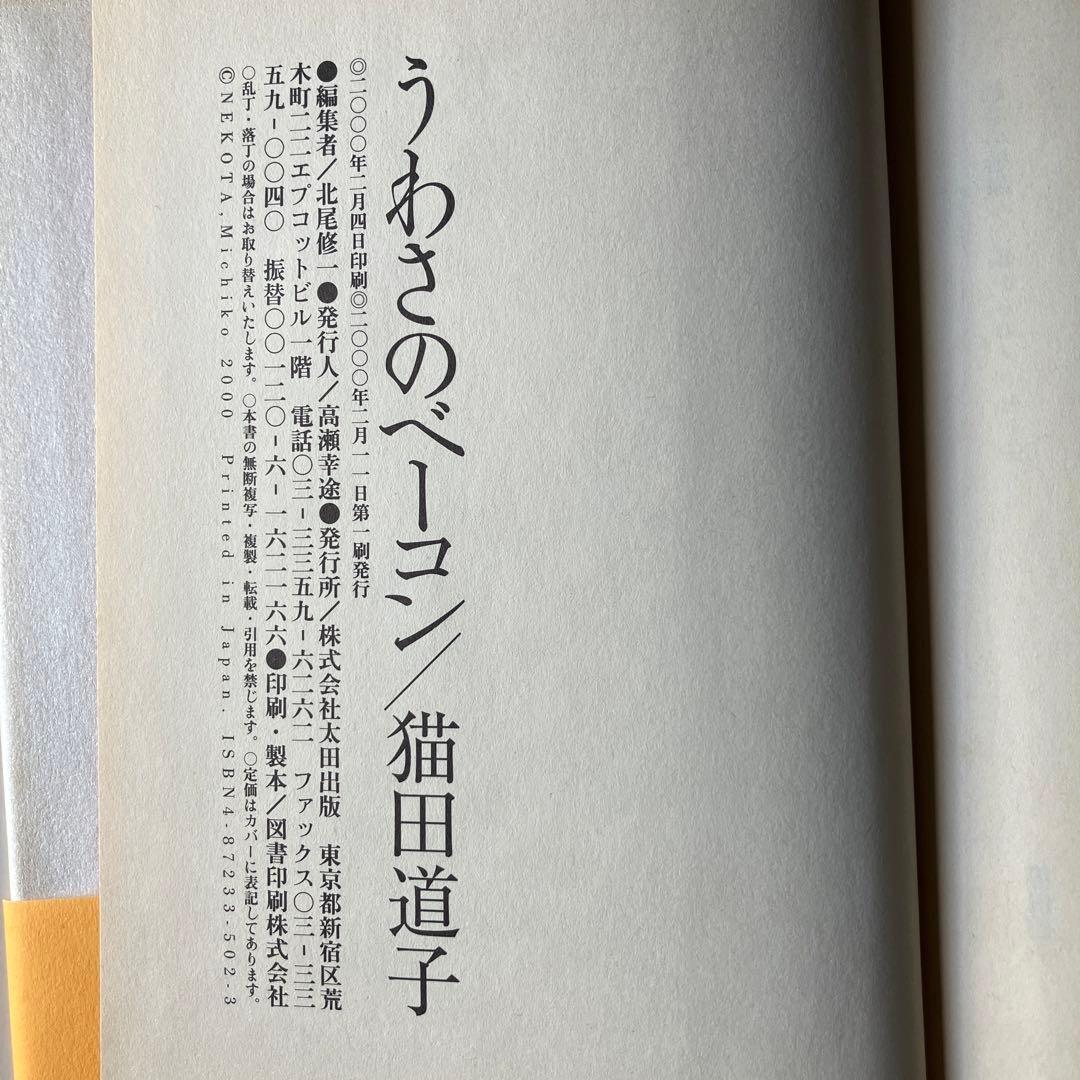 うわさのベーコン/猫田道子
◎二〇〇〇年二月四日印刷◎二〇〇〇年二月一一日第一刷発行
●編集者/北尾修一●発行人/高瀬幸途●発行所/株式会社太田出版　東京都新宿区荒
木町二二エプコットビル一階　電話〇三-三三五九-六二六二　ファックス〇三-三三
五九-〇〇四〇　振替〇〇一二〇-六-一六二一六六●印刷・製本/図書印刷株式会社
○乱丁・落丁の場合はお取り替えいたします。○本書の無断複写・複製・転載・引用を禁じます。○定価はカバーに表記してあります。
©NEKOTA,Michiko 2000 Printed in Japan. ISBN4-87233-502-3